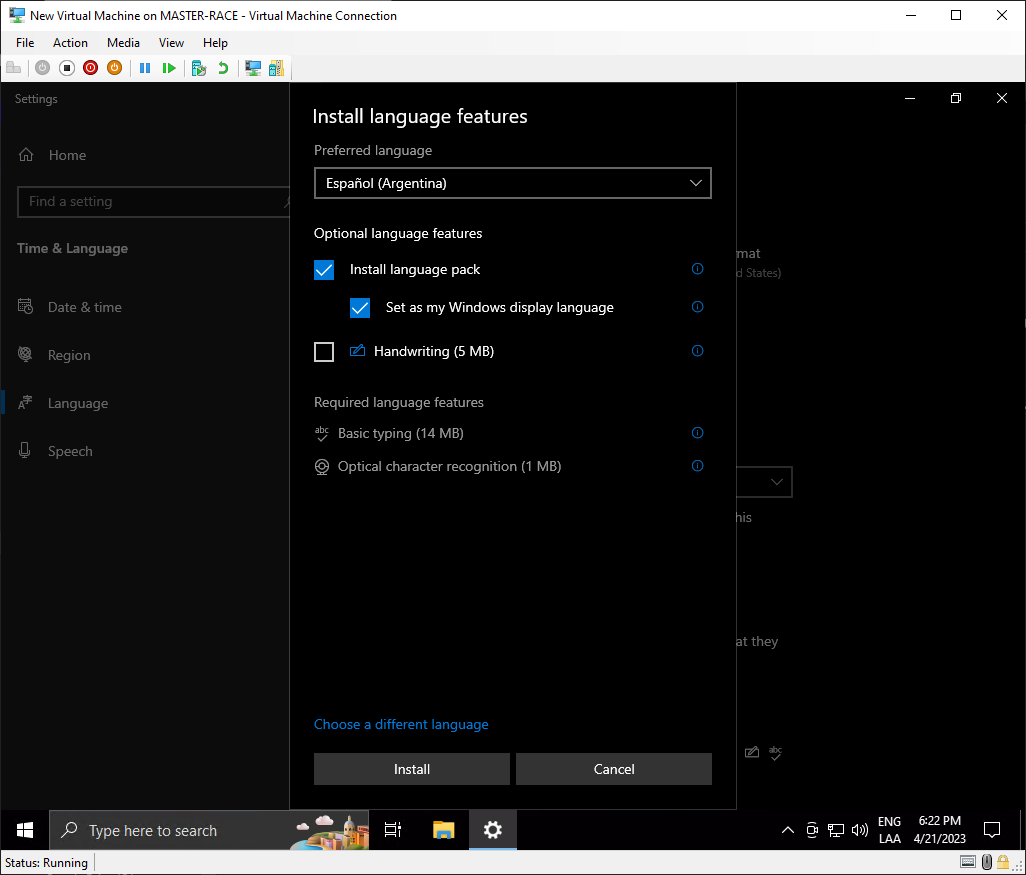 New Virtual Machine on MASTER-RACE - Virtual Machine Connection
File Action Media View Help
Settings
Home
Find a setting
Time & Language
Date & time
Region
Language
Speech
Install language features
Preferred language
Español (Argentina)
Optional language features
Install language pack
Set as my Windows display language
Handwriting (5 MB)
Required language features
abc
Basic typing (14 MB)
Optical character recognition (1 MB)
Choose a different language
Install
Cancel
mat
d States)
his
at they
abc
Type here to search
ENG
LAA
6:22 PM
4/21/2023
Status: Running